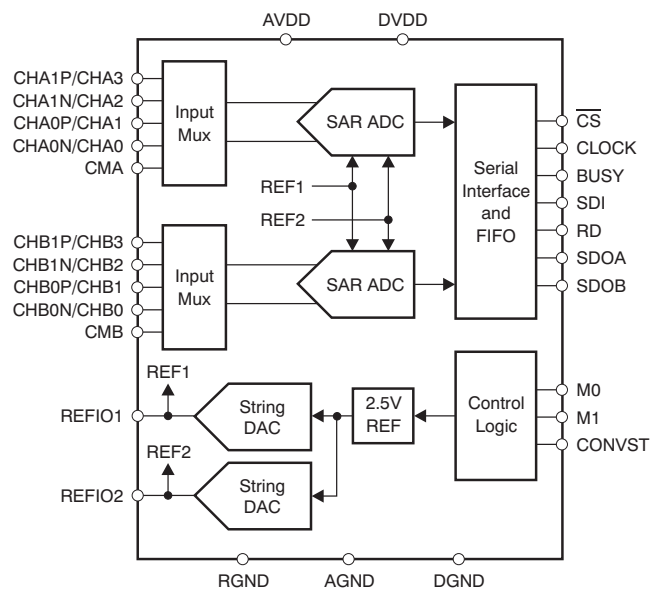 AVDD
DVDD
CHA1P/CHA3
CHA1N/CHA2
CHA0P/CHA1
CHA0N/CHA0
CMA
Input
Mux
SAR ADC
REF1
REF2
Serial
Interface
and
FIFO
CS
CLOCK
BUSY
SDI
RD
SDOA
SDOB
CHB1P/CHB3
CHB1N/CHB2
CHB0P/CHB1
CHB0N/CHB0
CMB
Input
Mux
SAR ADC
REF1
REFIO1
String
DAC
2.5V
REF
Control
Logic
M0
M1
CONVST
REF2
REFIO2
String
DAC
RGND
AGND
DGND